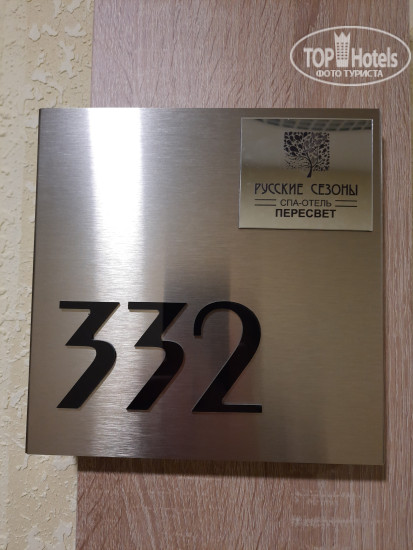 TOP Hotels
ФОТО ТУРИСТА
РУССКИЕ СЕЗОНЫ
СПА-ОТЕЛЬ
ПЕРЕСВЕТ
332